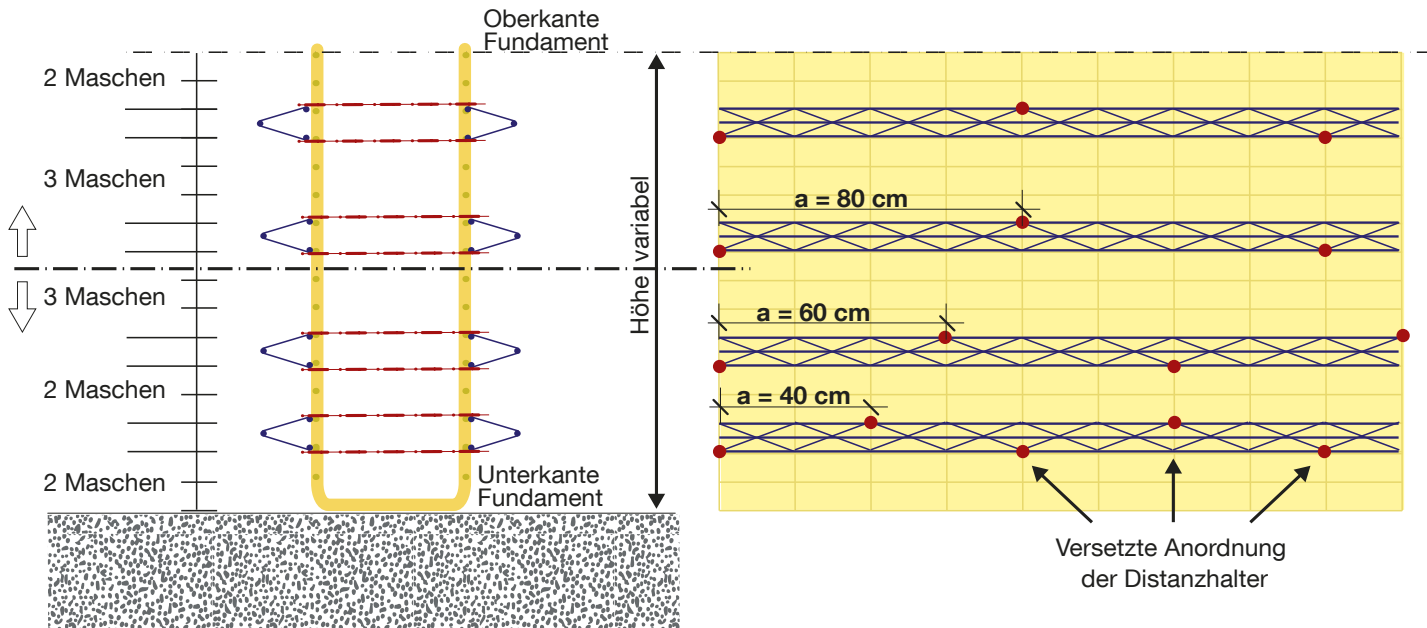 Oberkante
Fundament
2 Maschen
3 Maschen
3 Maschen
2 Maschen
2 Maschen
Unterkante
Fundament
Höhe variabel
a = 80 cm
a = 60 cm
a = 40 cm
Versetzte Anordnung
der Distanzhalter